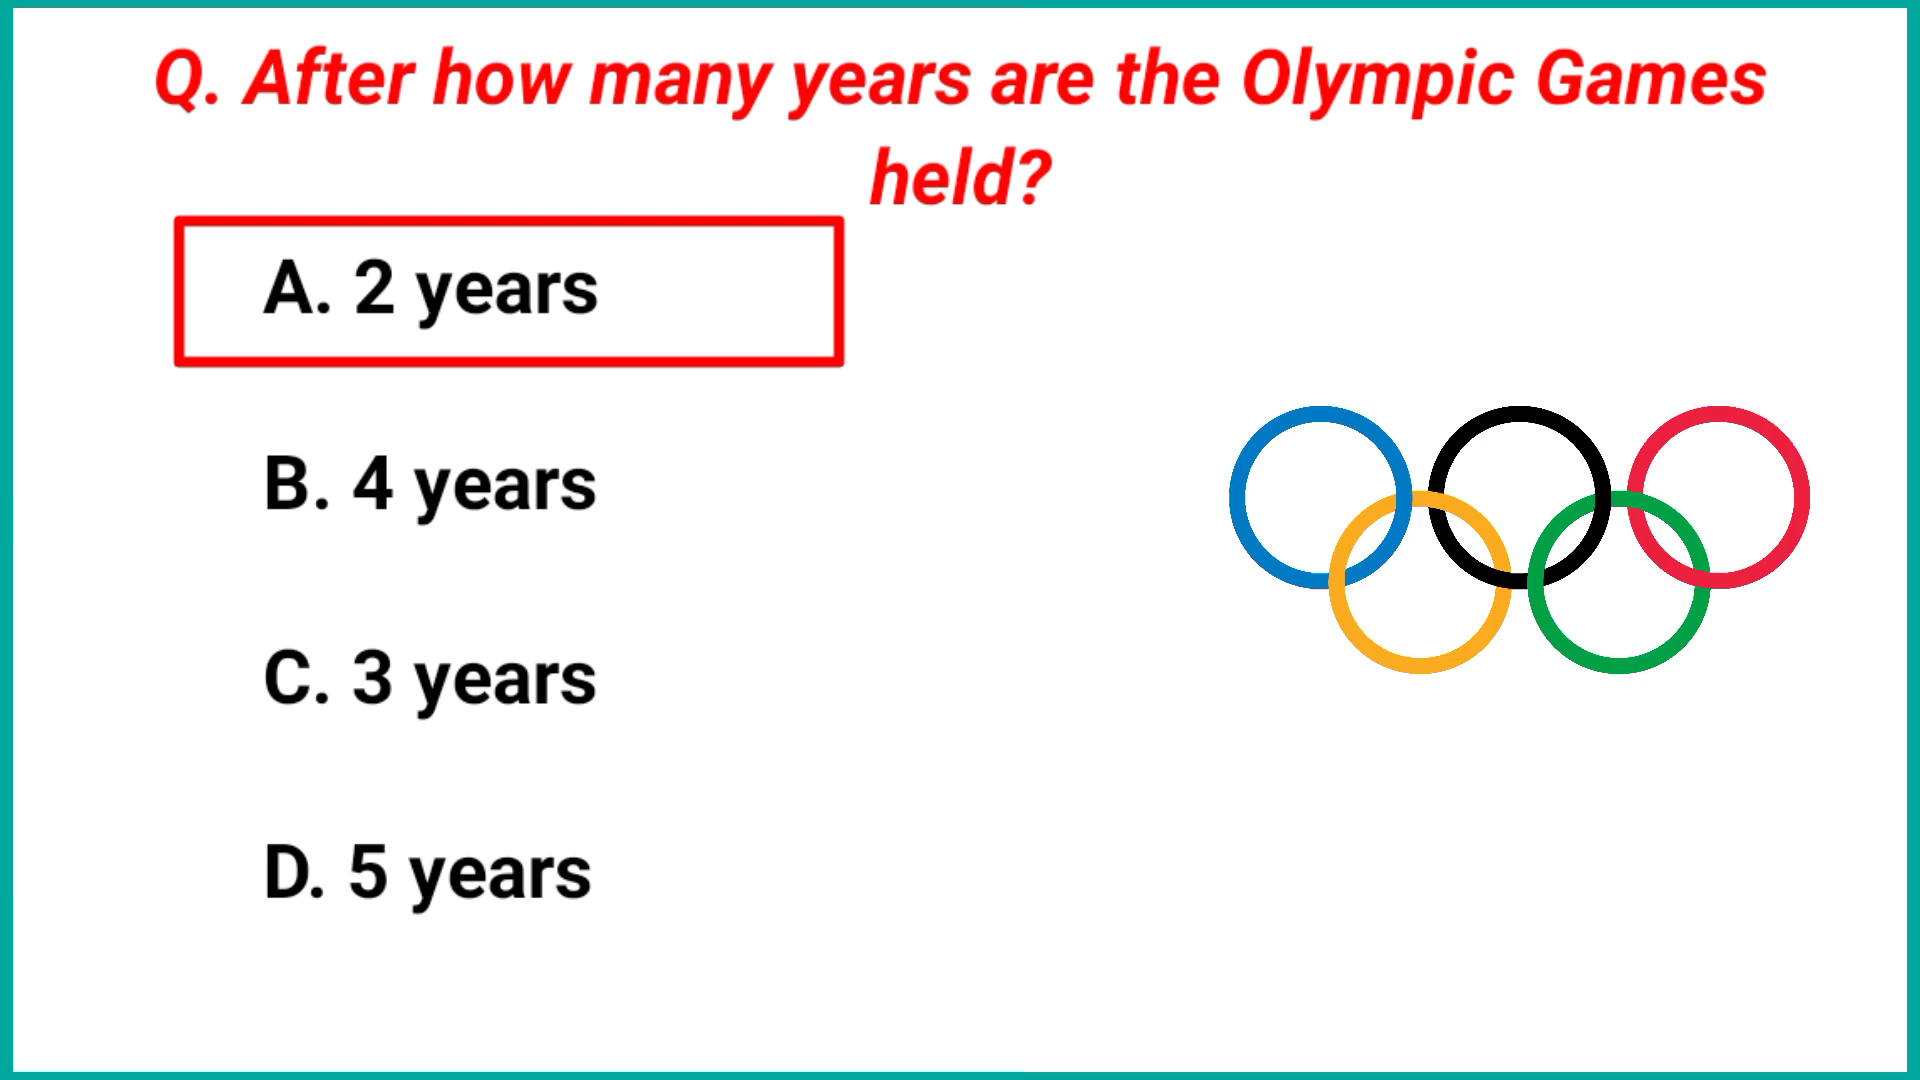 Q. After how many years are the Olympic Games
held?
A. 2 years
B. 4 years
C. 3 years
D. 5 years